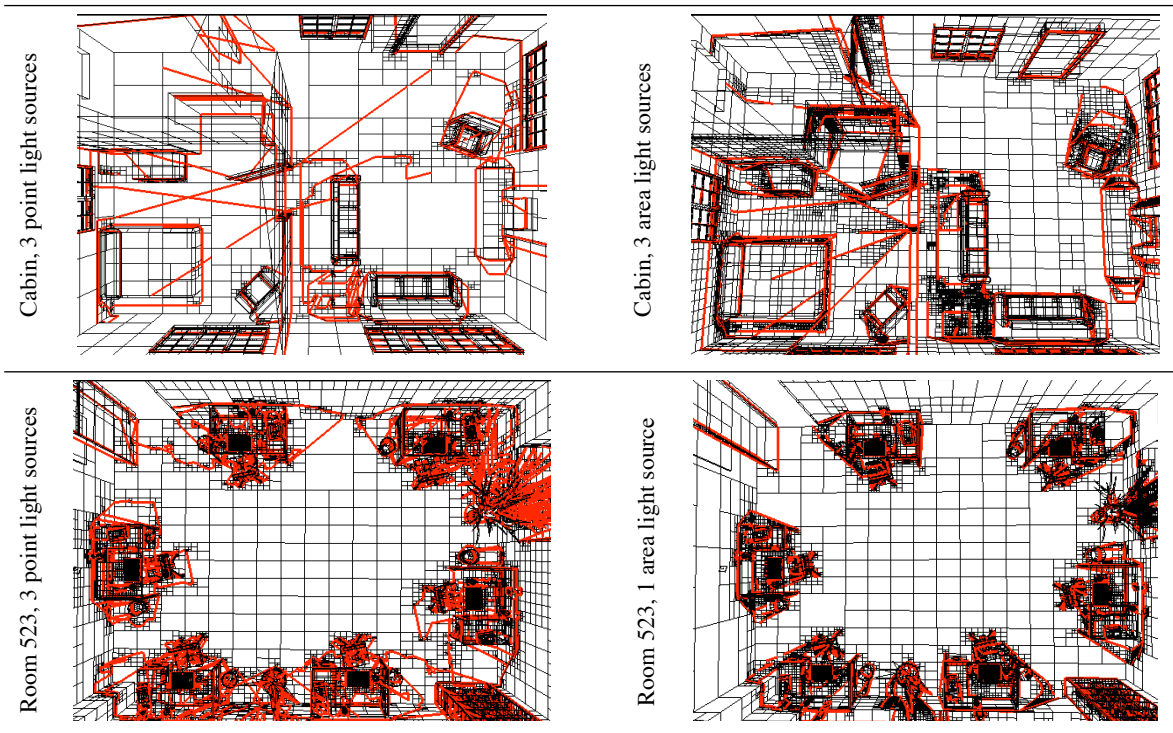 Cabin, 3 point light sources
Cabin, 3 area light sources
Room 523, 3 point light sources
Room 523, 1 area light source